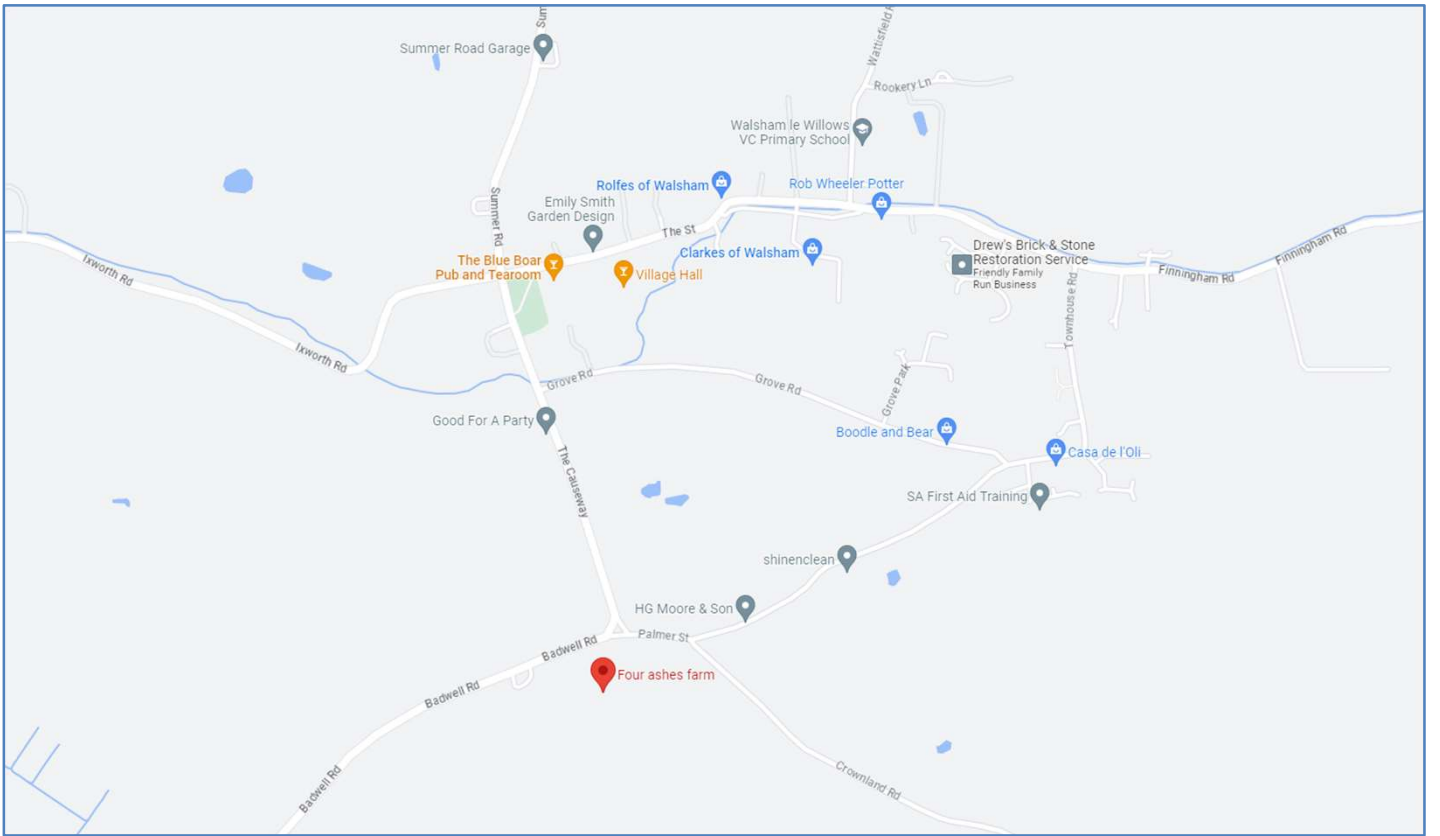 Sum
Summer Road Garage
Wattisfield R
Rookery Ln
Walsham le Willows
VC Primary School
Rolfes of Walsham
Rob Wheeler Potter
Emily Smith
Garden Design
Summer Rd
The St
The Blue Boar
Pub and Tearoom
Village Hall
Clarkes of Walsham
Drew's Brick & Stone
Restoration Service
Friendly Family
Run Business
Finningham Rd
Finningham Rd
Ixworth Rd
Ixworth Rd
Townhouse Rd
Grove Rd
Grove Rd
Grove Park
Good For A Party
Boodle and Bear
Casa de l'Oli
The Causeway
SA First Aid Training
shinenclean
HG Moore & Son
Palmer St
Badwell Rd
Four ashes farm
Badwell Rd
Badwell Rd
Crownland Rd